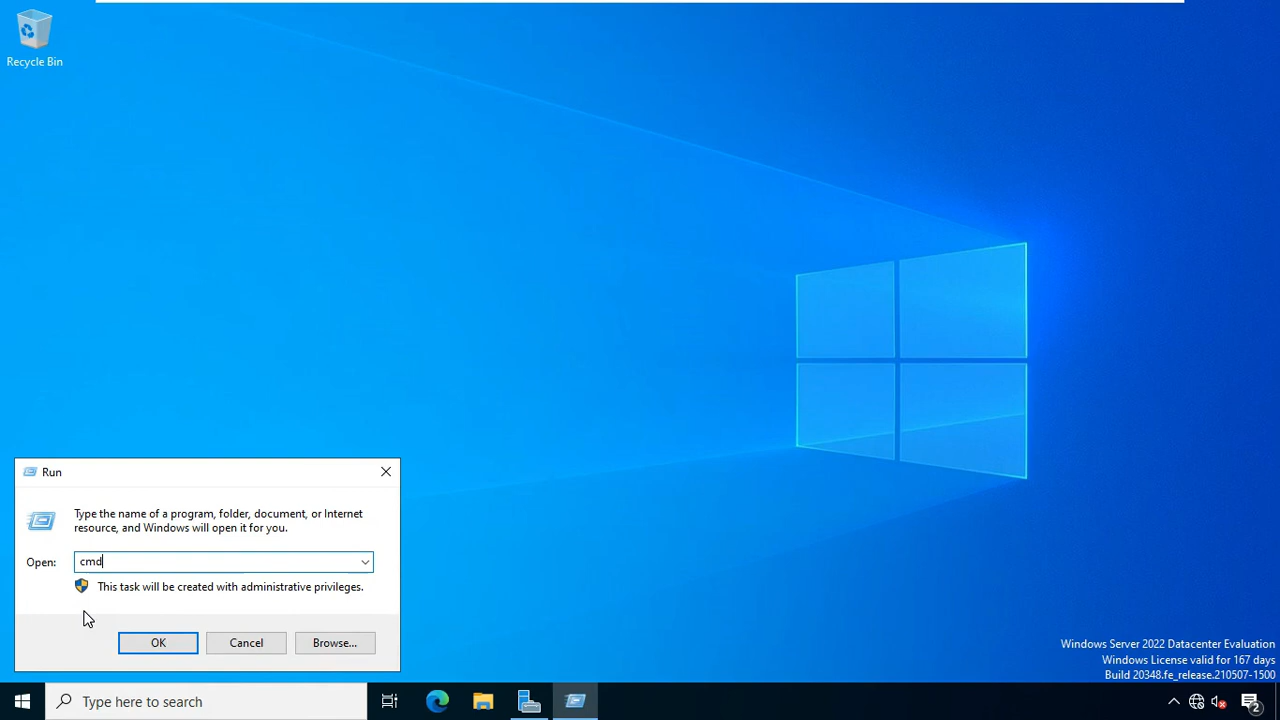 Recycle Bin
Run
Type the name of a program, folder, document, or Internet
resource, and Windows will open it for you.
Open: cmd
This task will be created with administrative privileges.
OK Cancel Browse...
Windows Server 2022 Datacenter Evaluation
Windows License valid for 167 days
Build 20348.fe_release.210507-1500
Type here to search
2